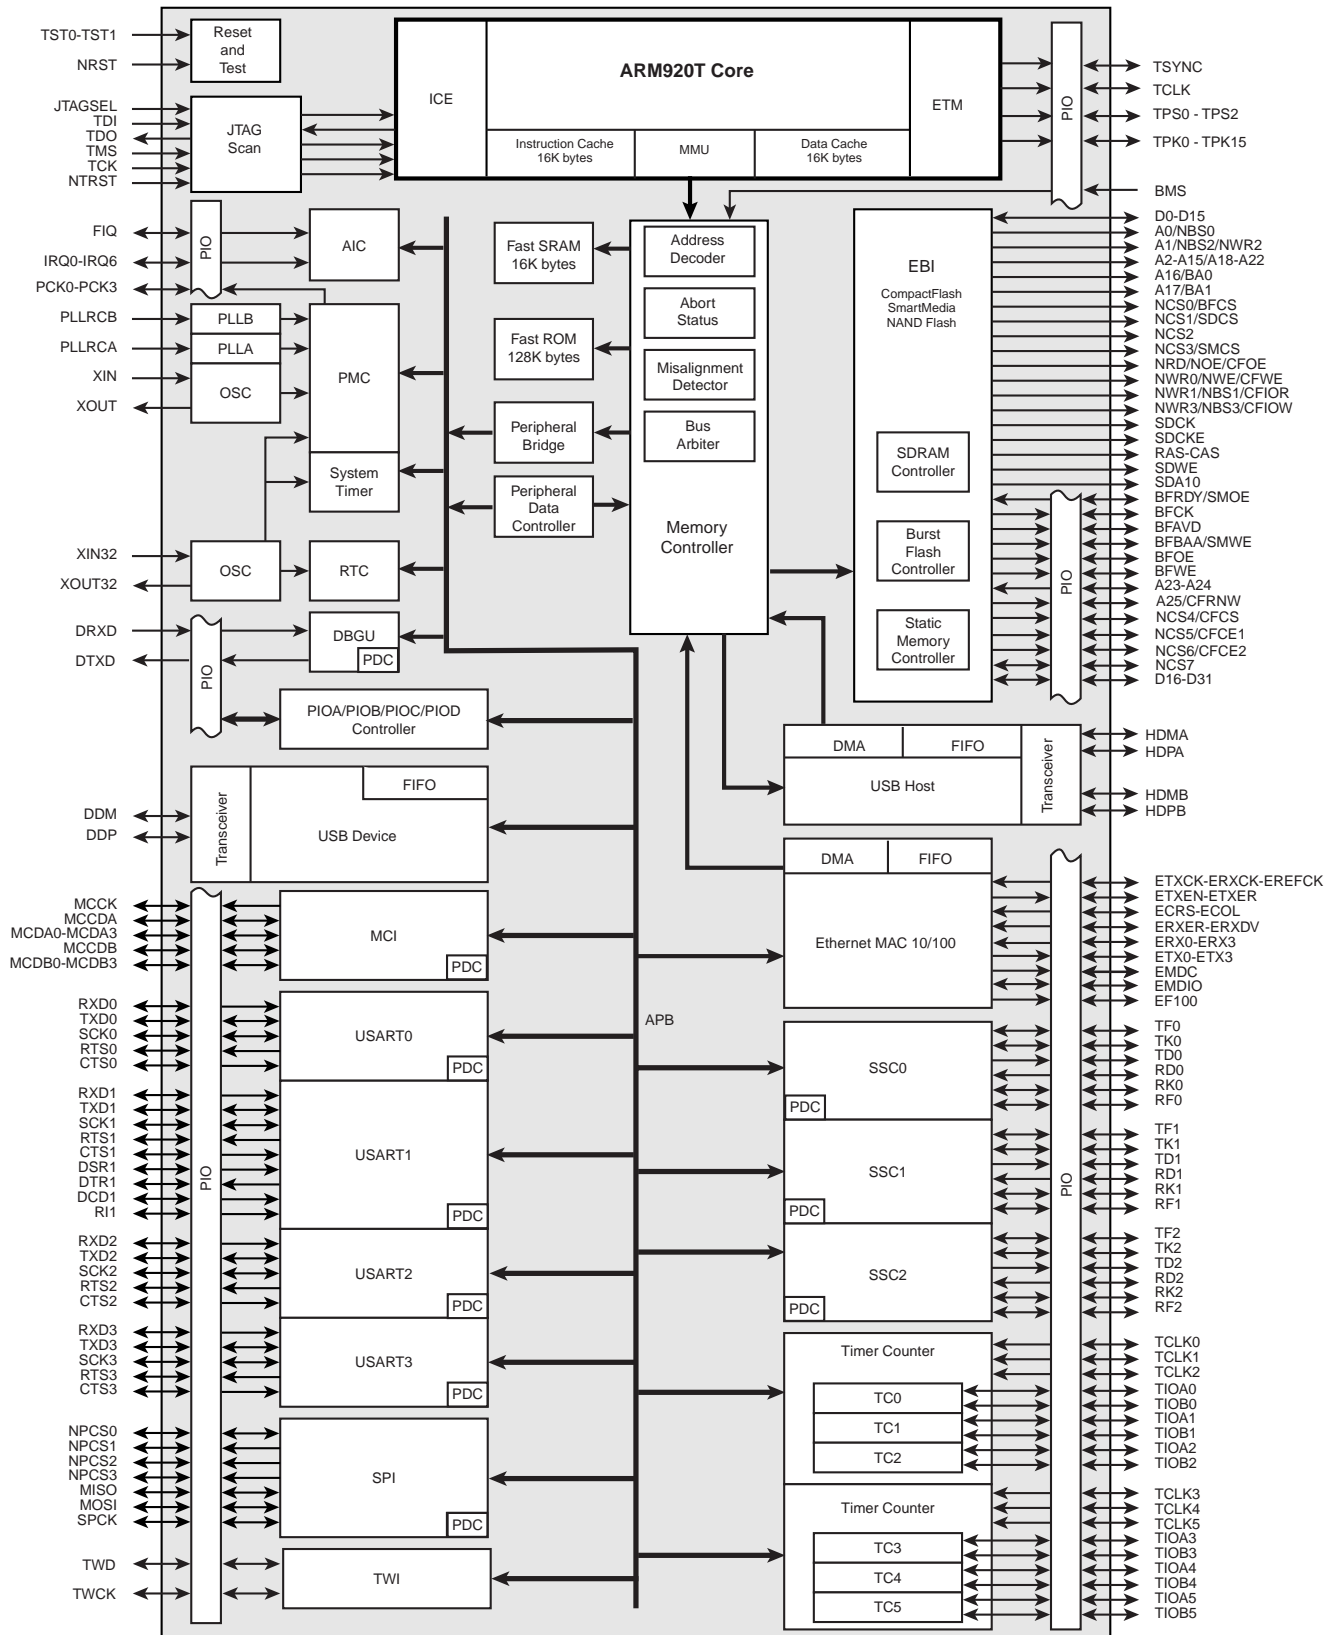 TST0-TST1
NRST
Reset
and
Test
JTAGSEL
TDI
TDO
TMS
TCK
NTRST
JTAG
Scan
ICE
ARM920T Core
Instruction Cache
16K bytes
MMU
Data Cache
16K bytes
ETM
PIO
TSYNC
TCLK
TPS0 - TPS2
TPK0 - TPK15
BMS
FIQ
IRQ0-IRQ6
PCK0-PCK3
PLLRCB
PLLRCA
XIN
XOUT
PIO
AIC
PLLB
PLLA
OSC
PMC
System
Timer
XIN32
XOUT32
OSC
RTC
DRXD
DTXD
PIO
DBGU
PDC
PIOA/PIOB/PIOC/PIOD
Controller
Fast SRAM
16K bytes
Fast ROM
128K bytes
Peripheral
Bridge
Peripheral
Data
Controller
Address
Decoder
Abort
Status
Misalignment
Detector
Bus
Arbiter
Memory
Controller
EBI
CompactFlash
SmartMedia
NAND Flash
SDRAM
Controller
Burst
Flash
Controller
Static
Memory
Controller
PIO
D0-D15
A0/NBS0
A1/NBS2/NWR2
A2-A15/A18-A22
A16/BA0
A17/BA1
NCS0/BFCS
NCS1/SDCS
NCS2
NCS3/SMCS
NRD/NOE/CFOE
NWR0/NWE/CFWE
NWR1/NBS1/CFIOR
NWR3/NBS3/CFIOW
SDCK
SDCKE
RAS-CAS
SDWE
SDA10
BFRDY/SMOE
BFCK
BFAVD
BFBAA/SMWE
BFOE
BFWE
A23-A24
A25/CFRNW
NCS4/CFCS
NCS5/CFCE1
NCS6/CFCE2
NCS7
D16-D31
DMA
FIFO
USB Host
Transceiver
HDMA
HDPA
HDMB
HDPB
DDM
DDP
Transceiver
FIFO
USB Device
DMA
FIFO
Ethernet MAC 10/100
PIO
ETXCK-ERXCK-EREFCK
ETXEN-ETXER
ECRS-ECOL
ERXER-ERXDV
ERX0-ERX3
ETX0-ETX3
EMDC
EMDIO
EF100
MCCK
MCCDA
MCDA0-MCDA3
MCCDB
MCDB0-MCDB3
PIO
MCI
PDC
RXD0
TXD0
SCK0
RTS0
CTS0
USART0
PDC
APB
RXD1
TXD1
SCK1
RTS1
CTS1
DSR1
DTR1
DCD1
RI1
USART1
PDC
RXD2
TXD2
SCK2
RTS2
CTS2
USART2
PDC
RXD3
TXD3
SCK3
RTS3
CTS3
USART3
PDC
NPCS0
NPCS1
NPCS2
NPCS3
MISO
MOSI
SPCK
SPI
PDC
TWD
TWCK
TWI
SSC0
PDC
TF0
TK0
TD0
RD0
RK0
RF0
SSC1
PDC
TF1
TK1
TD1
RD1
RK1
RF1
SSC2
PDC
TF2
TK2
TD2
RD2
RK2
RF2
Timer Counter
TC0
TC1
TC2
TCLK0
TCLK1
TCLK2
TIOA0
TIOB0
TIOA1
TIOB1
TIOA2
TIOB2
Timer Counter
TC3
TC4
TC5
TCLK3
TCLK4
TCLK5
TIOA3
TIOB3
TIOA4
TIOB4
TIOA5
TIOB5